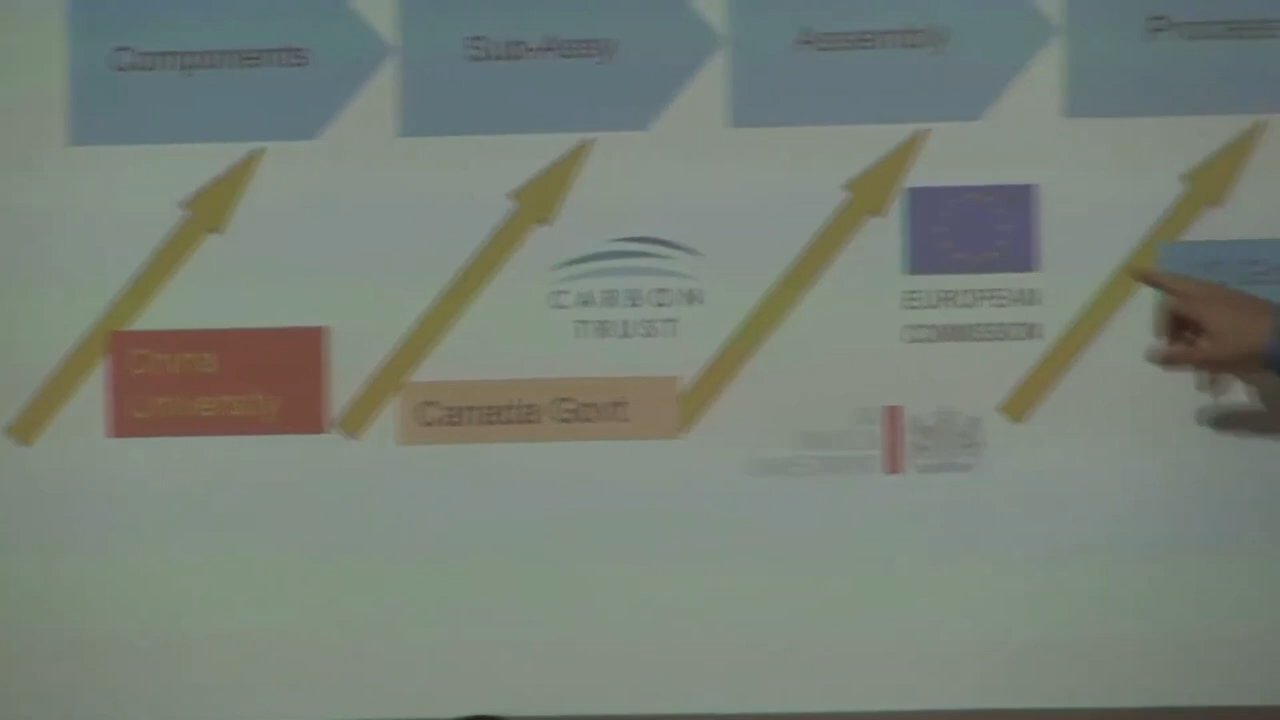 Components
Sub-Assy
Assembly
China
University
CARBON
TRUST
Canada Govt
EUROPEAN
COMMISSION